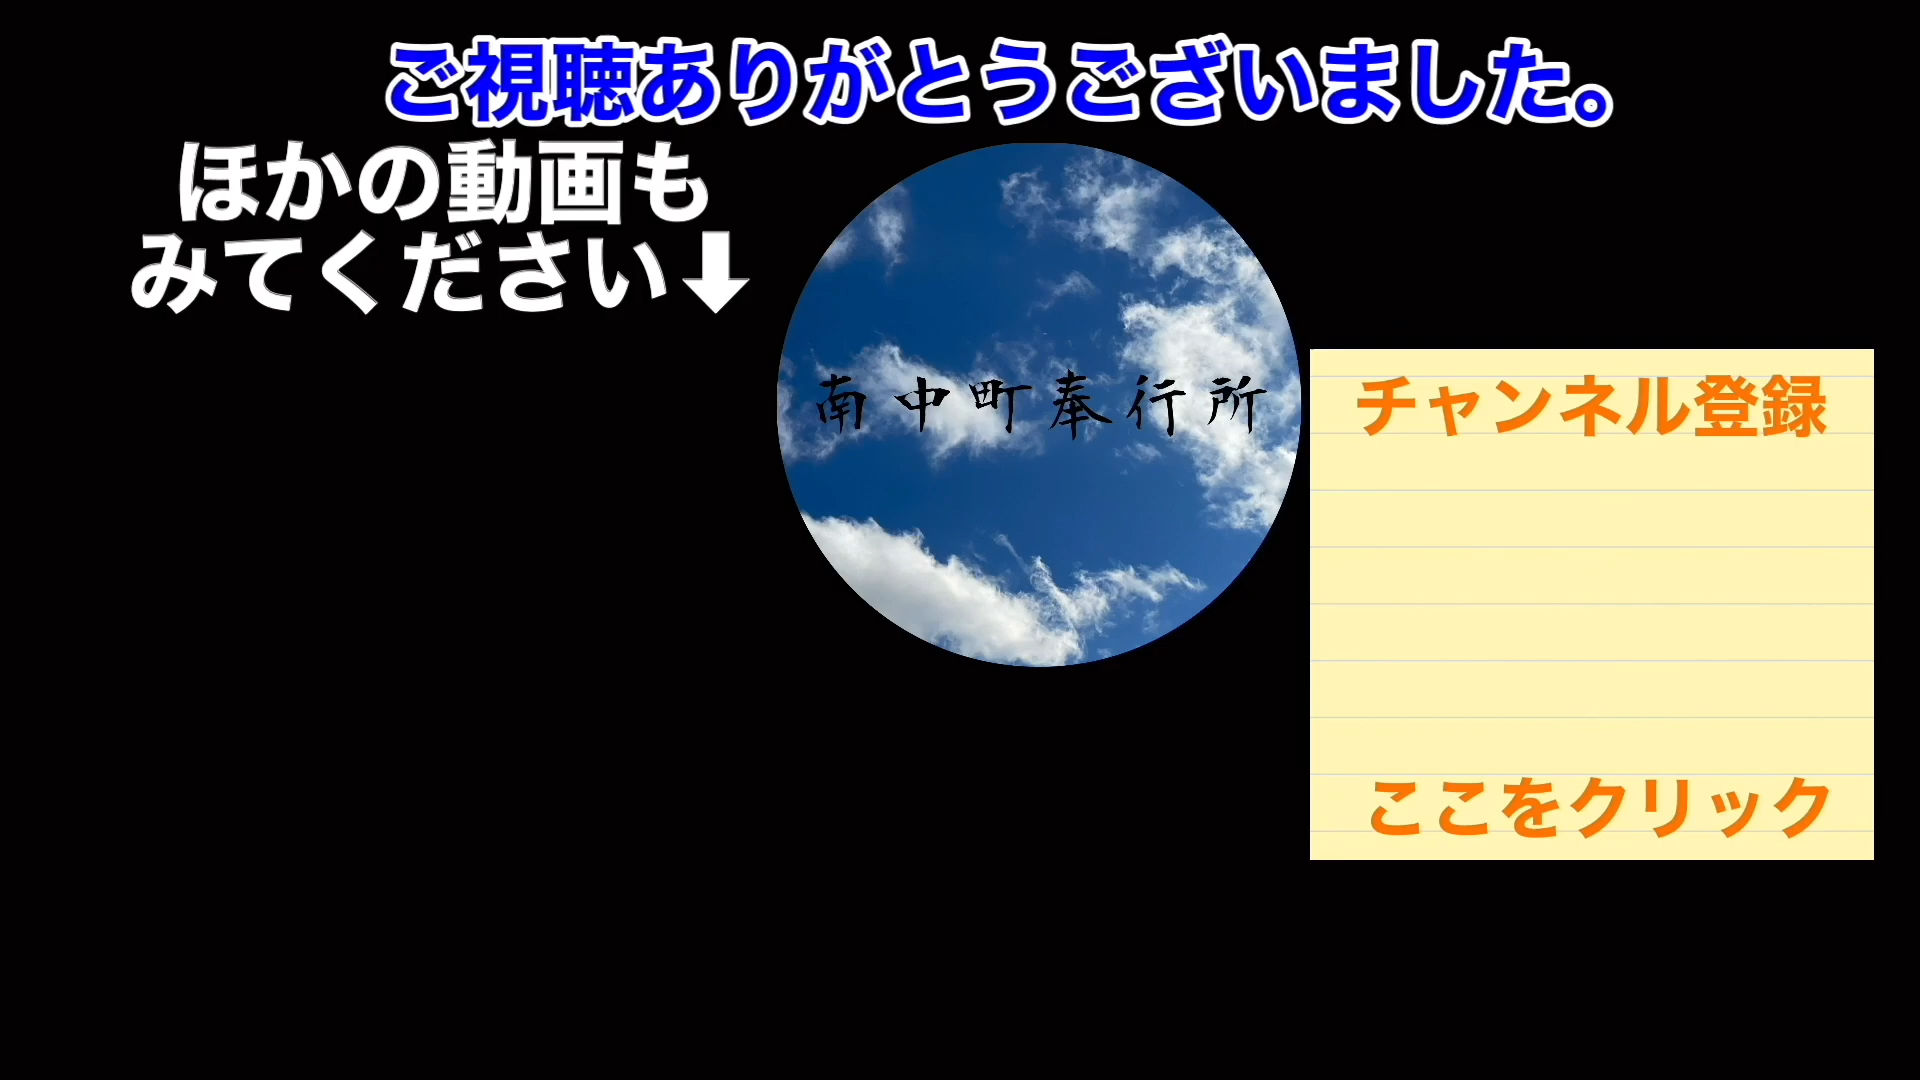 ご視聴ありがとうございました。
ほかの動画も
みてください⬇
南中町奉行所
チャンネル登録
ここをクリック